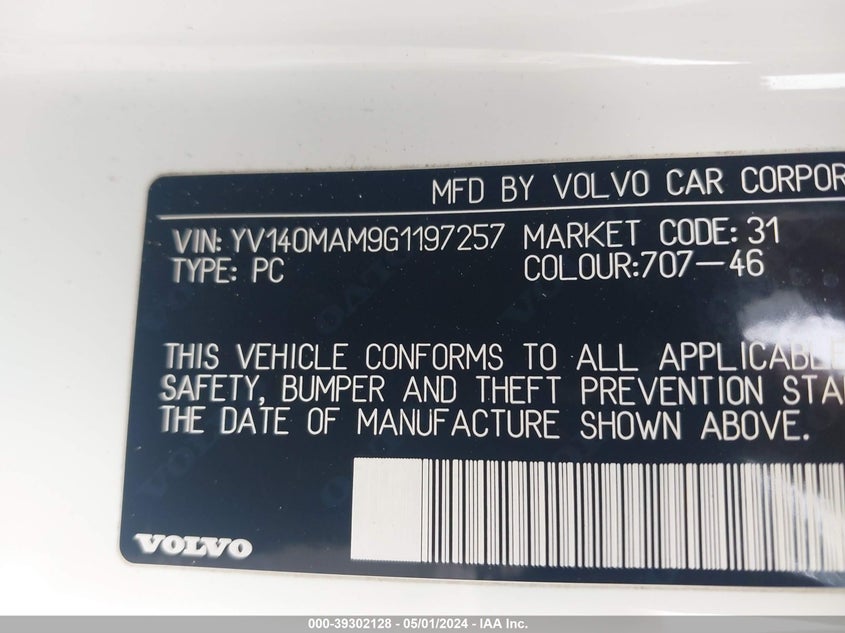 MFD BY VOLVO CAR CORPOR
VIN: YV140MAM9G1197257 MARKET CODE: 31
TYPE: PC COLOUR:707-46
THIS VEHICLE CONFORMS TO ALL APPLICABLE
SAFETY, BUMPER AND THEFT PREVENTION STA
THE DATE OF MANUFACTURE SHOWN ABOVE.
VOLVO
000-39302128 - 05/01/2024 - IAA Inc.